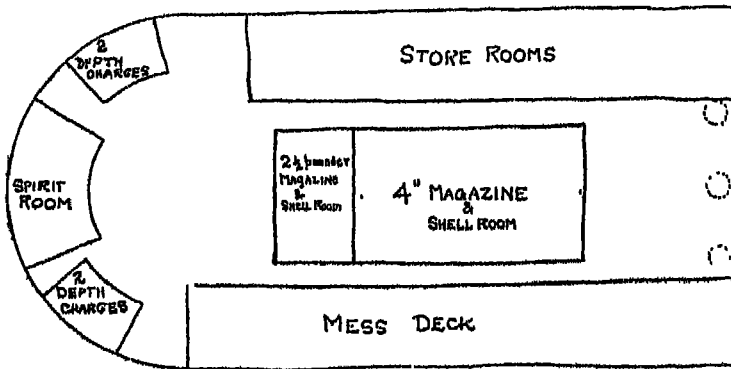 2
DEPTH
CHARGES
STORE ROOMS
SPIRIT
ROOM
2½ pounder
MAGAZINE
&
SHELL ROOM
4" MAGAZINE
&
SHELL ROOM
2
DEPTH
CHARGES
MESS DECK